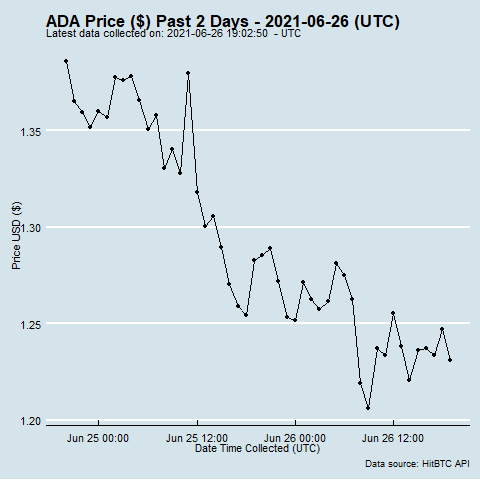 ADA Price ($) Past 2 Days - 2021-06-26 (UTC)
Latest data collected on: 2021-06-26 19:02:50  - UTC
Price USD ($)
1.35
1.30
1.25
1.20
Jun 25 00:00 Jun 25 12:00 Jun 26 00:00 Jun 26 12:00
Date Time Collected (UTC)
Data source: HitBTC API